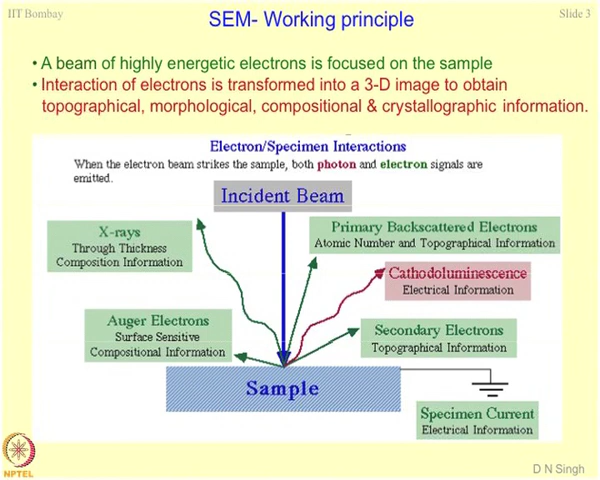 IIT Bombay
SEM- Working principle
Slide 3
• A beam of highly energetic electrons is focused on the sample
• Interaction of electrons is transformed into a 3-D image to obtain
topographical, morphological, compositional & crystallographic information.
Electron/Specimen Interactions
When the electron beam strikes the sample, both photon and electron signals are
emitted.
Incident Beam
X-rays
Through Thickness
Composition Information
Primary Backscattered Electrons
Atomic Number and Topographical Information
Cathodoluminescence
Electrical Information
Auger Electrons
Surface Sensitive
Compositional Information
Secondary Electrons
Topographical Information
Sample
Specimen Current
Electrical Information
NPTEL
D N Singh